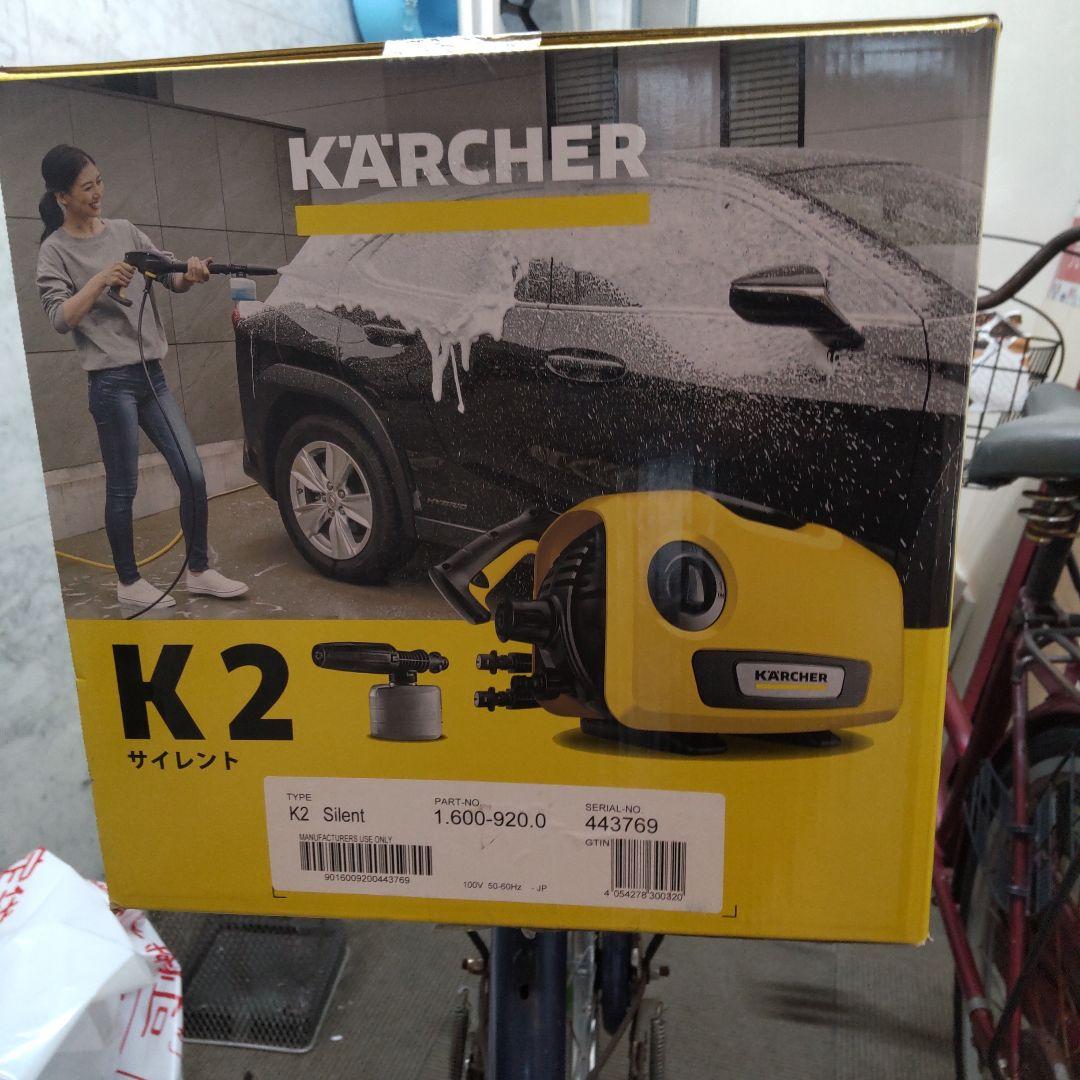 KÄRCHER
HYBRID
KÄRCHER
K2
サイレント
TYPE
K2 Silent
PART-NO.
1.600-920.0
SERIAL-NO
443769
MANUFACTURERS USE ONLY
9016009200443769
GTIN
100V 50-60Hz - JP
4 054278 300320